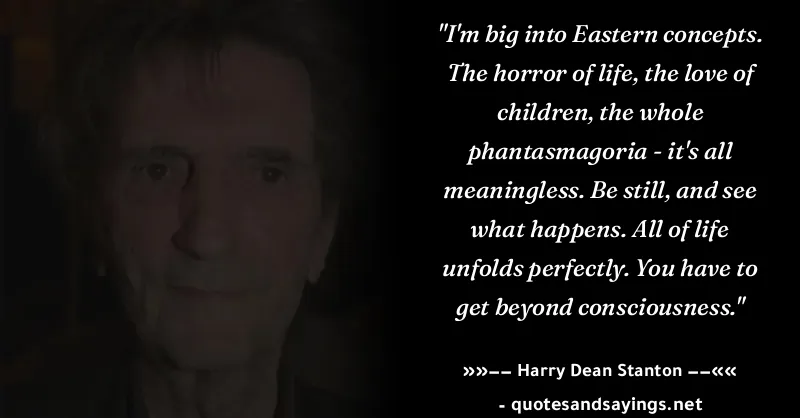 "I'm big into Eastern concepts.
The horror of life, the love of
children, the whole
phantasmagoria - it's all
meaningless. Be still, and see
what happens. All of life
unfolds perfectly. You have to
get beyond consciousness."
»»−− Harry Dean Stanton −−««
- quotesandsayings.net